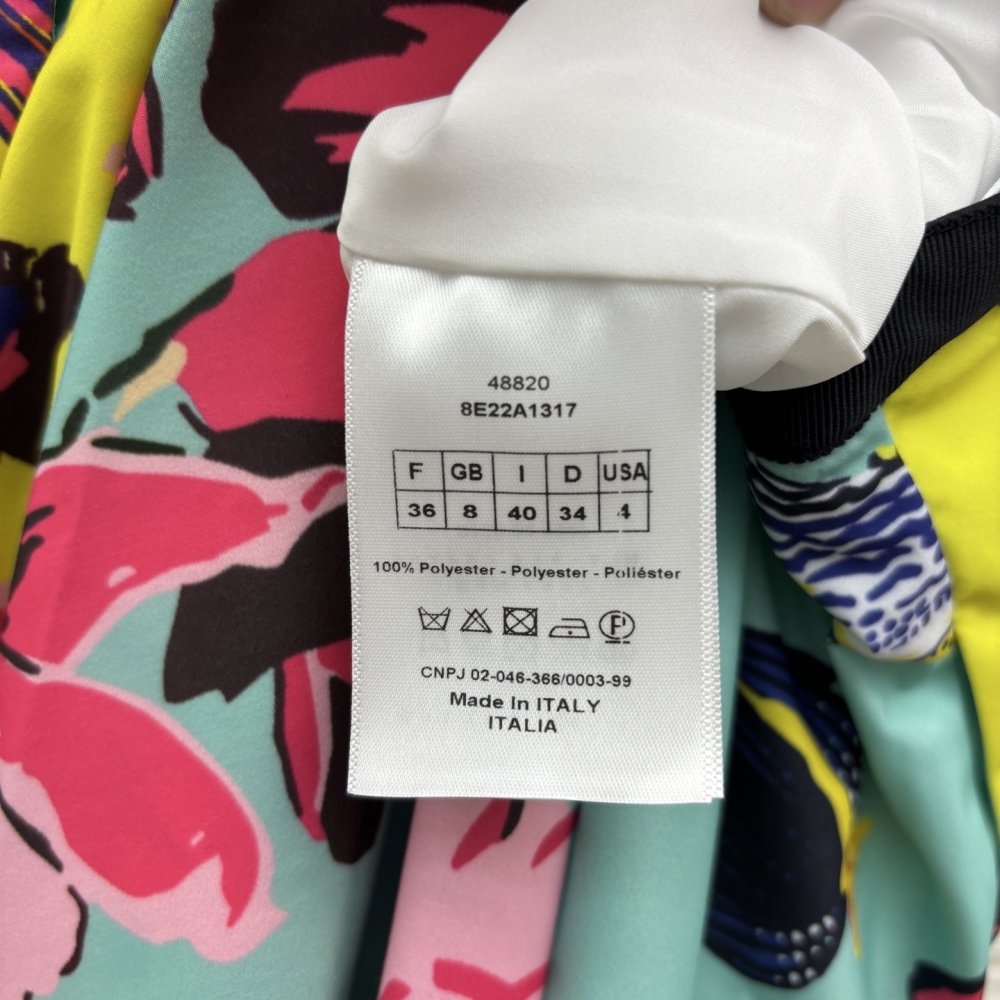 48820
8E22A1317
F GB I D USA
36 8 40 34 4
100% Polyester - Polyester - Poliéster
P
CNPJ 02-046-366/0003-99
Made In ITALY
ITALIA